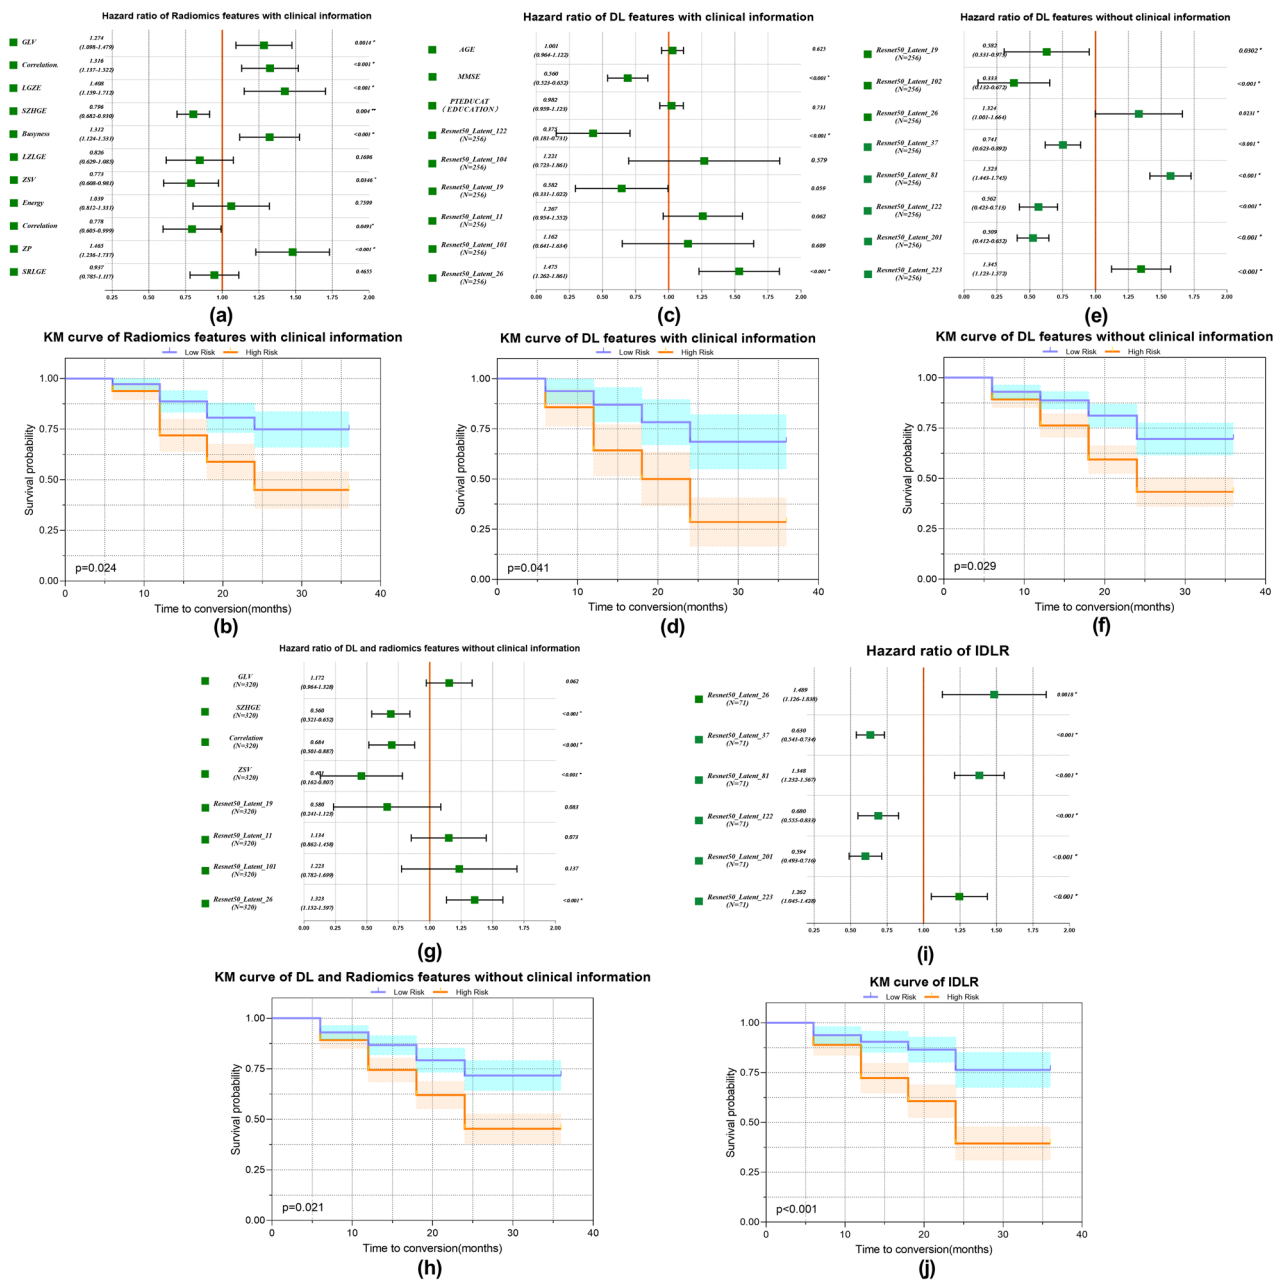 Hazard ratio of Radiomics features with clinical information
GLV
1.274
(1.098-1.479)
0.0014 *
Correlation.
1.316
(1.137-1.522)
<0.001 *
LGZE
1.408
(1.159-1.712)
<0.001 *
SZHGE
0.796
(0.682-0.930)
0.004 **
Busyness
1.312
(1.124-1.531)
<0.001 *
LZLGE
0.826
(0.629-1.085)
0.1696
ZSV
0.773
(0.608-0.981)
0.0346 *
Energy
1.039
(0.812-1.331)
0.7599
Correlation
0.778
(0.605-0.999)
0.0491*
ZP
1.465
(1.236-1.737)
<0.001 *
SRLGE
0.937
(0.785-1.117)
0.4655
0.25 0.50 0.75 1.00 1.25 1.50 1.75 2.00
(a)
Hazard ratio of DL features with clinical information
AGE
1.001
(0.964-1.122)
0.623
MMSE
0.560
(0.523-0.652)
<0.001 *
PTEDUCAT
(EDUCATION)
0.982
(0.959-1.123)
0.731
Resnet50_Latent_122
(N=256)
0.375
(0.181-0.731)
<0.001 *
Resnet50_Latent_104
(N=256)
1.221
(0.723-1.861)
0.579
Resnet50_Latent_19
(N=256)
0.582
(0.331-1.022)
0.059
Resnet50_Latent_11
(N=256)
1.267
(0.954-1.552)
0.062
Resnet50_Latent_101
(N=256)
1.162
(0.641-1.654)
0.609
Resnet50_Latent_26
(N=256)
1.475
(1.202-1.861)
<0.001 *
0.00 0.25 0.50 0.75 1.00 1.25 1.50 1.75 2.00
(c)
Hazard ratio of DL features without clinical information
Resnet50_Latent_19
(N=256)
0.582
(0.331-0.973)
0.0302 *
Resnet50_Latent_102
(N=256)
0.333
(0.132-0.672)
<0.001 *
Resnet50_Latent_26
(N=256)
1.324
(1.001-1.664)
0.0231 *
Resnet50_Latent_37
(N=256)
0.741
(0.623-0.892)
<0.001 *
Resnet50_Latent_81
(N=256)
1.523
(1.443-1.745)
<0.001 *
Resnet50_Latent_122
(N=256)
0.562
(0.423-0.713)
<0.001 *
Resnet50_Latent_201
(N=256)
0.509
(0.412-0.652)
<0.001 *
Resnet50_Latent_223
(N=256)
1.345
(1.123-1.572)
<0.001 *
0.00 0.25 0.50 0.75 1.00 1.25 1.50 1.75 2.00
(e)
KM curve of Radiomics features with clinical information
Low Risk High Risk
Survival probability
1.00
0.75
0.50
0.25
0.00
p=0.024
0 10 20 30 40
Time to conversion(months)
(b)
KM curve of DL features with clinical information
Low Risk High Risk
Survival probability
1.00
0.75
0.50
0.25
0.00
p=0.041
0 10 20 30 40
Time to conversion(months)
(d)
KM curve of DL features without clinical information
Low Risk High Risk
Survival probability
1.00
0.75
0.50
0.25
0.00
p=0.029
0 10 20 30 40
Time to conversion(months)
(f)
Hazard ratio of DL and radiomics features without clinical information
GLV
(N=320)
1.172
(0.964-1.328)
0.062
SZHGE
(N=320)
0.560
(0.521-0.652)
<0.001 *
Correlation
(N=320)
0.684
(0.501-0.887)
<0.001 *
ZSV
(N=320)
0.401
(0.162-0.807)
<0.001 *
Resnet50_Latent_19
(N=320)
0.580
(0.241-1.123)
0.083
Resnet50_Latent_11
(N=320)
1.134
(0.862-1.458)
0.073
Resnet50_Latent_101
(N=320)
1.223
(0.782-1.699)
0.137
Resnet50_Latent_26
(N=320)
1.323
(1.152-1.597)
<0.001 *
0.00 0.25 0.50 0.75 1.00 1.25 1.50 1.75 2.00
(g)
Hazard ratio of IDLR
Resnet50_Latent_26
(N=71)
1.489
(1.126-1.838)
0.0018 *
Resnet50_Latent_37
(N=71)
0.630
(0.541-0.734)
<0.001 *
Resnet50_Latent_81
(N=71)
1.348
(1.232-1.567)
<0.001 *
Resnet50_Latent_122
(N=71)
0.680
(0.555-0.833)
<0.001 *
Resnet50_Latent_201
(N=71)
0.594
(0.493-0.716)
<0.001 *
Resnet50_Latent_223
(N=71)
1.262
(1.045-1.428)
<0.001 *
0.25 0.50 0.75 1.00 1.25 1.50 1.75 2.00
(i)
KM curve of DL and Radiomics features without clinical information
Low Risk High Risk
Survival probability
1.00
0.75
0.50
0.25
0.00
p=0.021
0 10 20 30 40
Time to conversion(months)
(h)
KM curve of IDLR
Low Risk High Risk
Survival probability
1.00
0.75
0.50
0.25
0.00
p<0.001
0 10 20 30 40
Time to conversion(months)
(j)